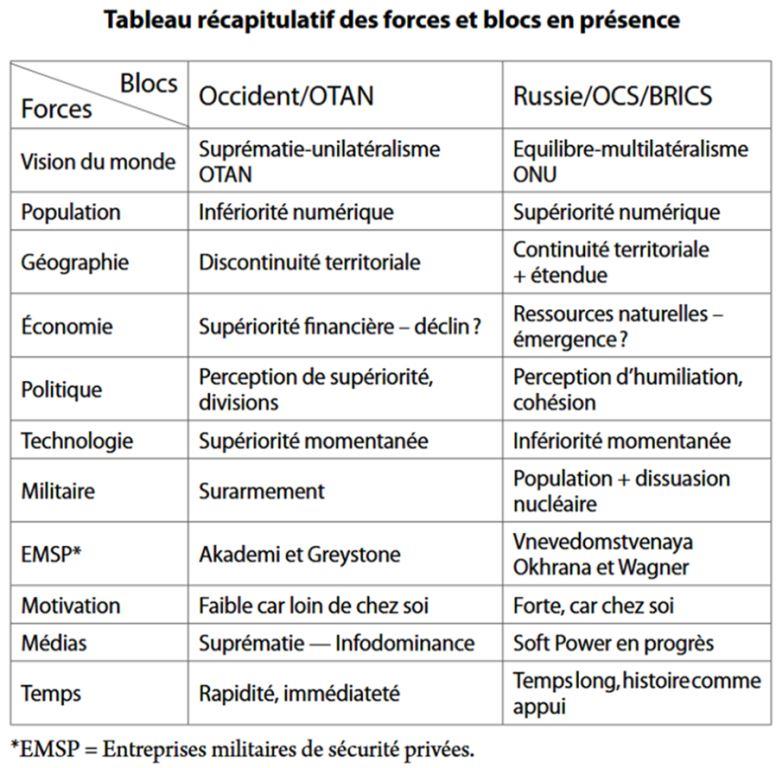 Tableau récapitulatif des forces et blocs en présence
Blocs
Forces
Occident/OTAN
Russie/OCS/BRICS
Vision du monde
Suprématie-unilatéralisme
OTAN
Equilibre-multilatéralisme
ONU
Population
Infériorité numérique
Supériorité numérique
Géographie
Discontinuité territoriale
Continuité territoriale
+ étendue
Économie
Supériorité financière – déclin ?
Ressources naturelles –
émergence ?
Politique
Perception de supériorité,
divisions
Perception d’humiliation,
cohésion
Technologie
Supériorité momentanée
Infériorité momentanée
Militaire
Surarmement
Population + dissuasion
nucléaire
EMSP*
Akademi et Greystone
Vnevedomstvenaya
Okhrana et Wagner
Motivation
Faible car loin de chez soi
Forte, car chez soi
Médias
Suprématie — Infodominance
Soft Power en progrès
Temps
Rapidité, immédiateté
Temps long, histoire comme
appui
*EMSP = Entreprises militaires de sécurité privées.